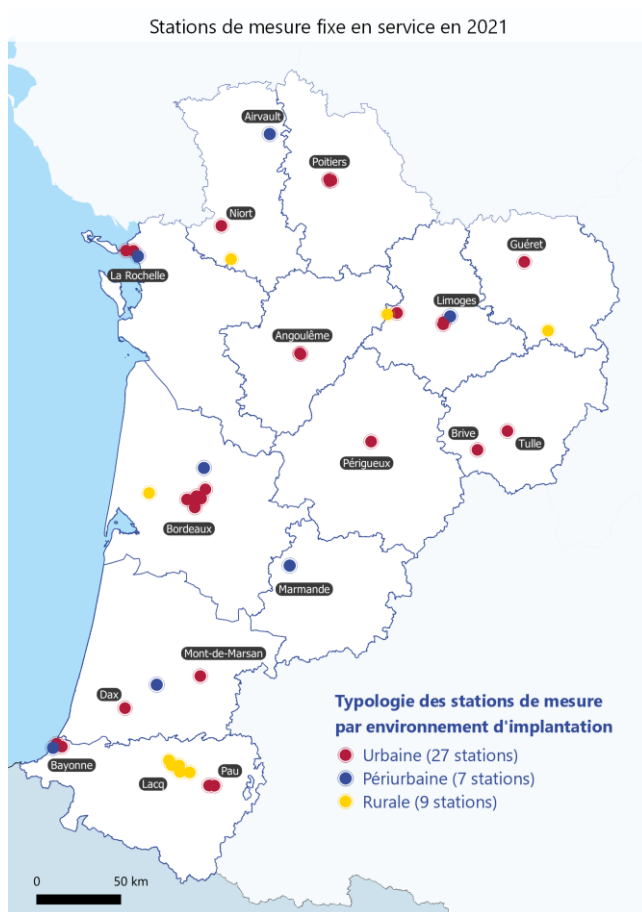 Stations de mesure fixe en service en 2021
Airvault
Poitiers
Niort
Guéret
La Rochelle
Limoges
Angoulême
Brive
Tulle
Périgueux
Bordeaux
Marmande
Mont-de-Marsan
Dax
Typologie des stations de mesure
par environnement d'implantation
Urbaine (27 stations)
Bayonne
Pau
Lacq
Périurbaine (7 stations)
Rurale (9 stations)
0 50 km